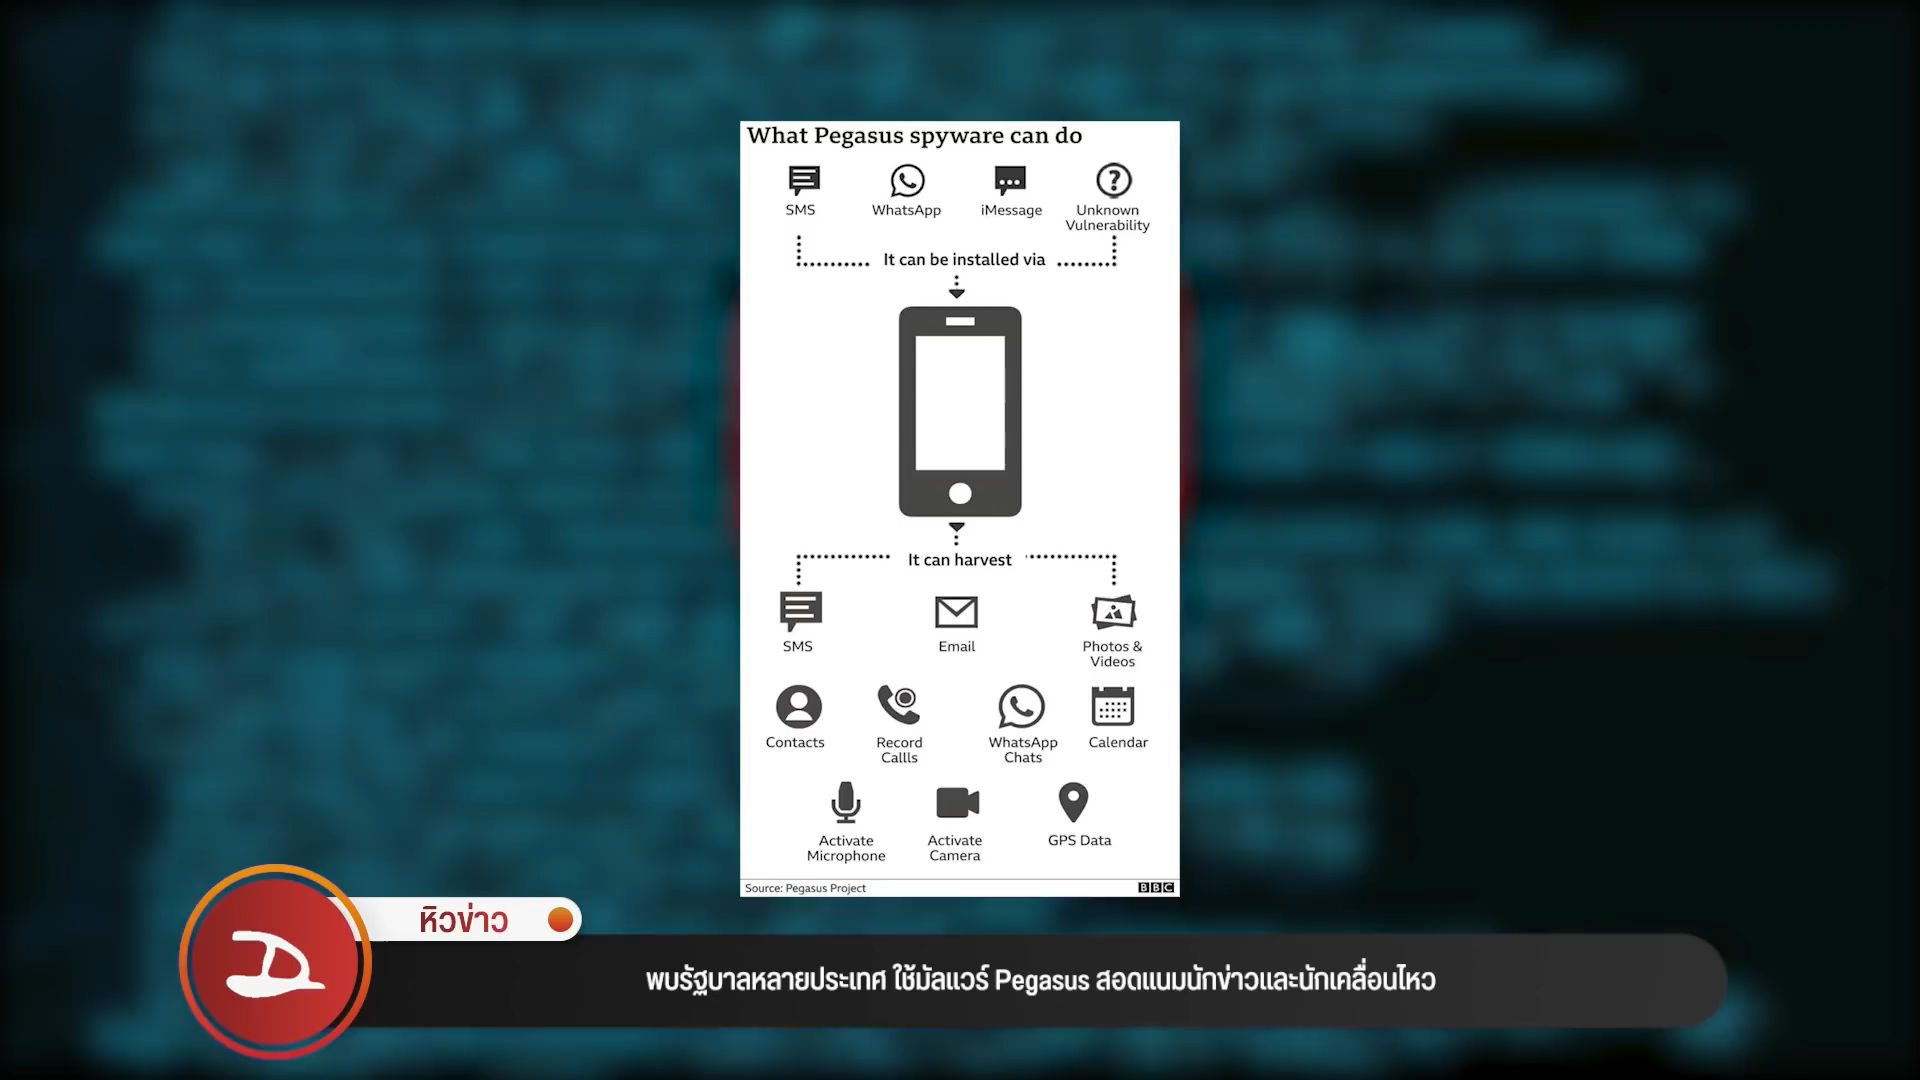 What Pegasus spyware can do
SMS
WhatsApp
iMessage
Unknown
Vulnerability
It can be installed via
It can harvest
SMS
Email
Photos &
Videos
Contacts
Record
Callls
WhatsApp
Chats
Calendar
Activate
Microphone
Activate
Camera
GPS Data
Source: Pegasus Project
BBC
หิวข่าว
พบรัฐบาลหลายประเทศ ใช้มัลแวร์ Pegasus สอดแนมนักข่าวและนักเคลื่อนไหว